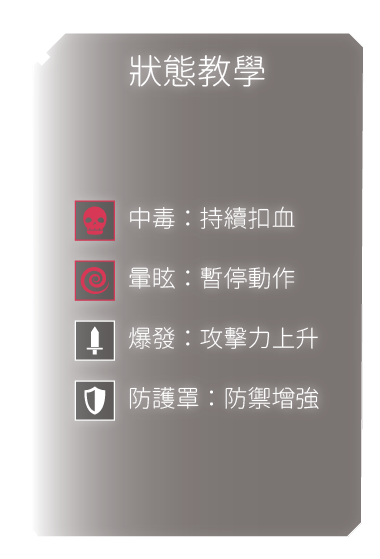 狀態教學
中毒：持續扣血
暈眩：暫停動作
爆發：攻擊力上升
防護罩：防禦增強